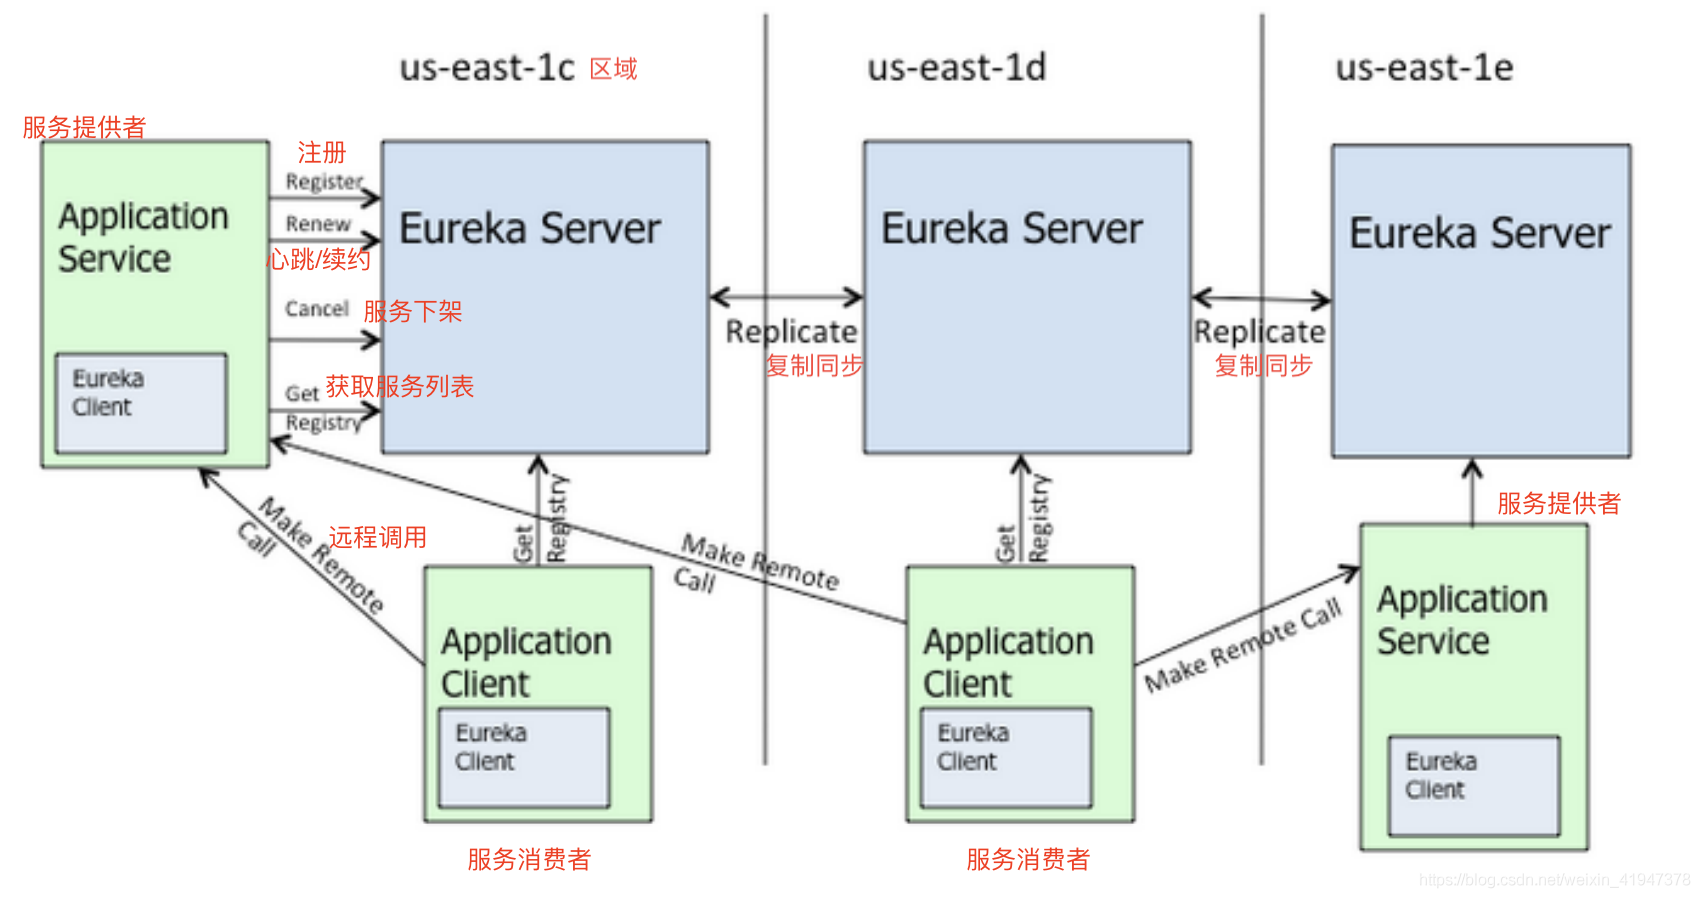 us-east-1c 区域
us-east-1d
us-east-1e
服务提供者
Application
Service
Eureka
Client
注册
Register
Renew
心跳/续约
Cancel 服务下架
Get 获取服务列表
Registry
Eureka Server
Replicate
复制同步
Eureka Server
Replicate
复制同步
Eureka Server
Make Remote
Call
远程调用
Get
Registry
Make Remote
Call
Get
Registry
Make Remote Call
服务提供者
Application
Client
Eureka
Client
服务消费者
Application
Client
Eureka
Client
服务消费者
Application
Service
Eureka
Client
https://blog.csdn.net/weixin_41947378